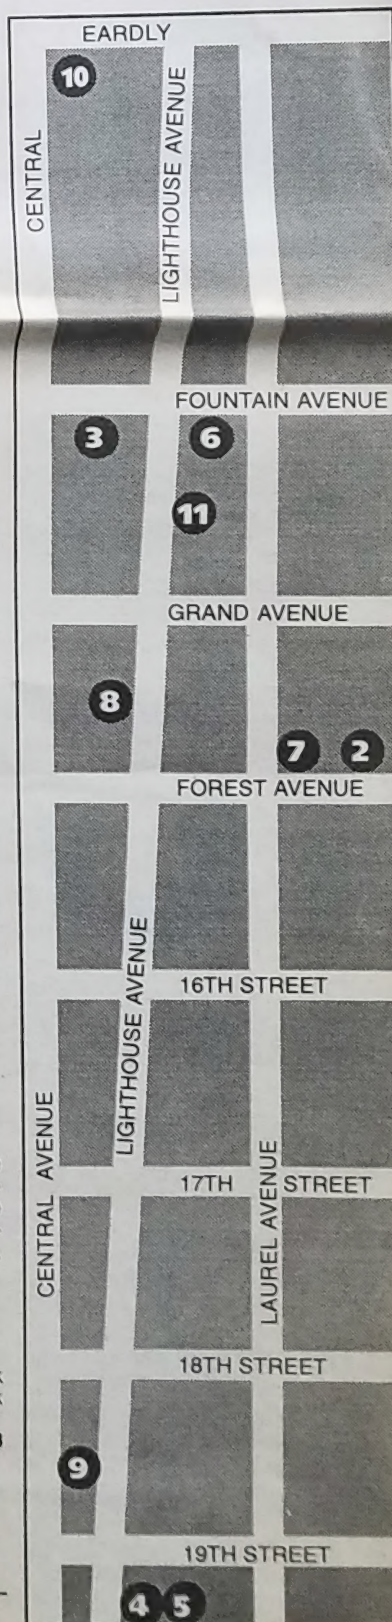 EARDLY
10
CENTRAL
LIGHTHOUSE AVENUE
FOUNTAIN AVENUE
3
6
11
GRAND AVENUE
8
7
2
FOREST AVENUE
LIGHTHOUSE AVENUE
16TH STREET
CENTRAL AVENUE
LAUREL AVENUE
17TH STREET
18TH STREET
9
19TH STREET
4
5